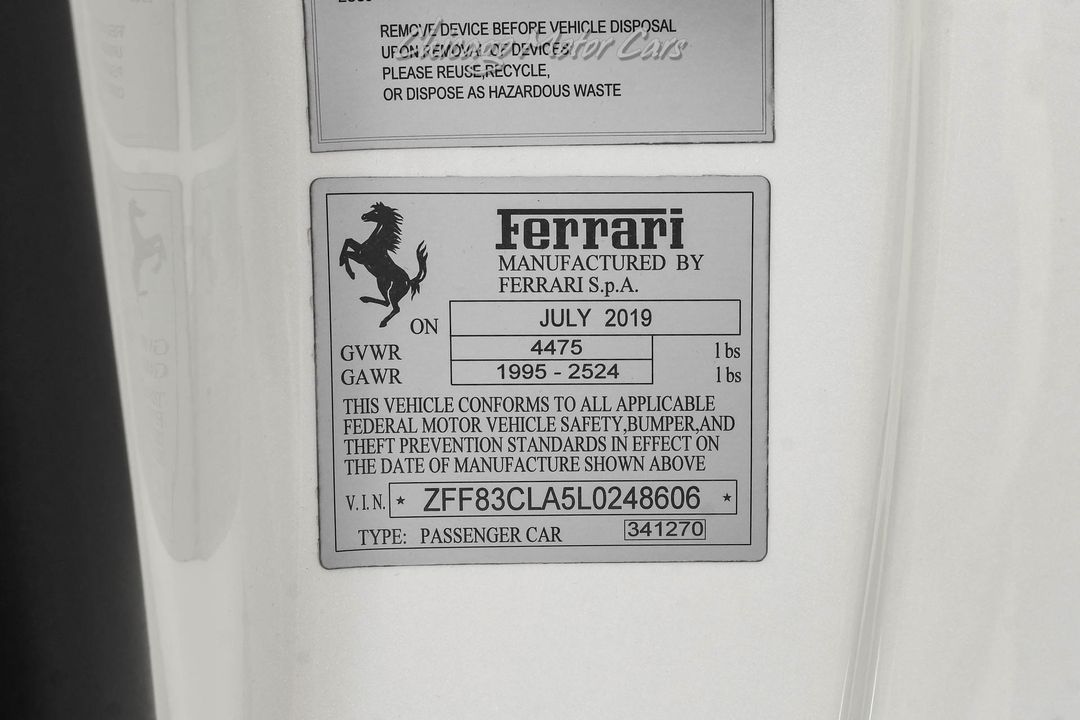 REMOVE DEVICE BEFORE VEHICLE DISPOSAL
UPON REMOVAL OF DEVICES
PLEASE REUSE,RECYCLE,
OR DISPOSE AS HAZARDOUS WASTE
Chicago Motor Cars
Ferrari
MANUFACTURED BY
FERRARI S.p.A.
ON JULY 2019
GVWR 4475 lbs
GAWR 1995 - 2524 lbs
THIS VEHICLE CONFORMS TO ALL APPLICABLE
FEDERAL MOTOR VEHICLE SAFETY,BUMPER,AND
THEFT PREVENTION STANDARDS IN EFFECT ON
THE DATE OF MANUFACTURE SHOWN ABOVE
V.I.N. * ZFF83CLA5L0248606 *
TYPE: PASSENGER CAR 341270